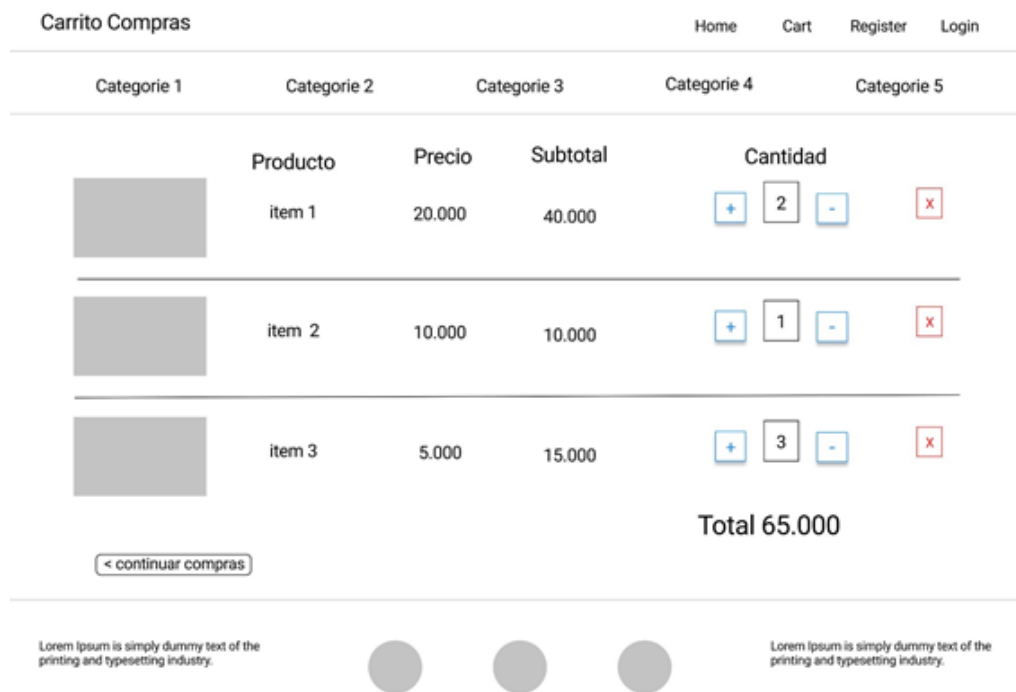 Carrito Compras Home Cart Register Login
Categorie 1 Categorie 2 Categorie 3 Categorie 4 Categorie 5
Producto Precio Subtotal Cantidad
item 1 20.000 40.000 + 2 - X
item 2 10.000 10.000 + 1 - X
item 3 5.000 15.000 + 3 - X
Total 65.000
< continuar compras
Lorem Ipsum is simply dummy text of the
printing and typesetting industry.
Lorem Ipsum is simply dummy text of the
printing and typesetting industry.